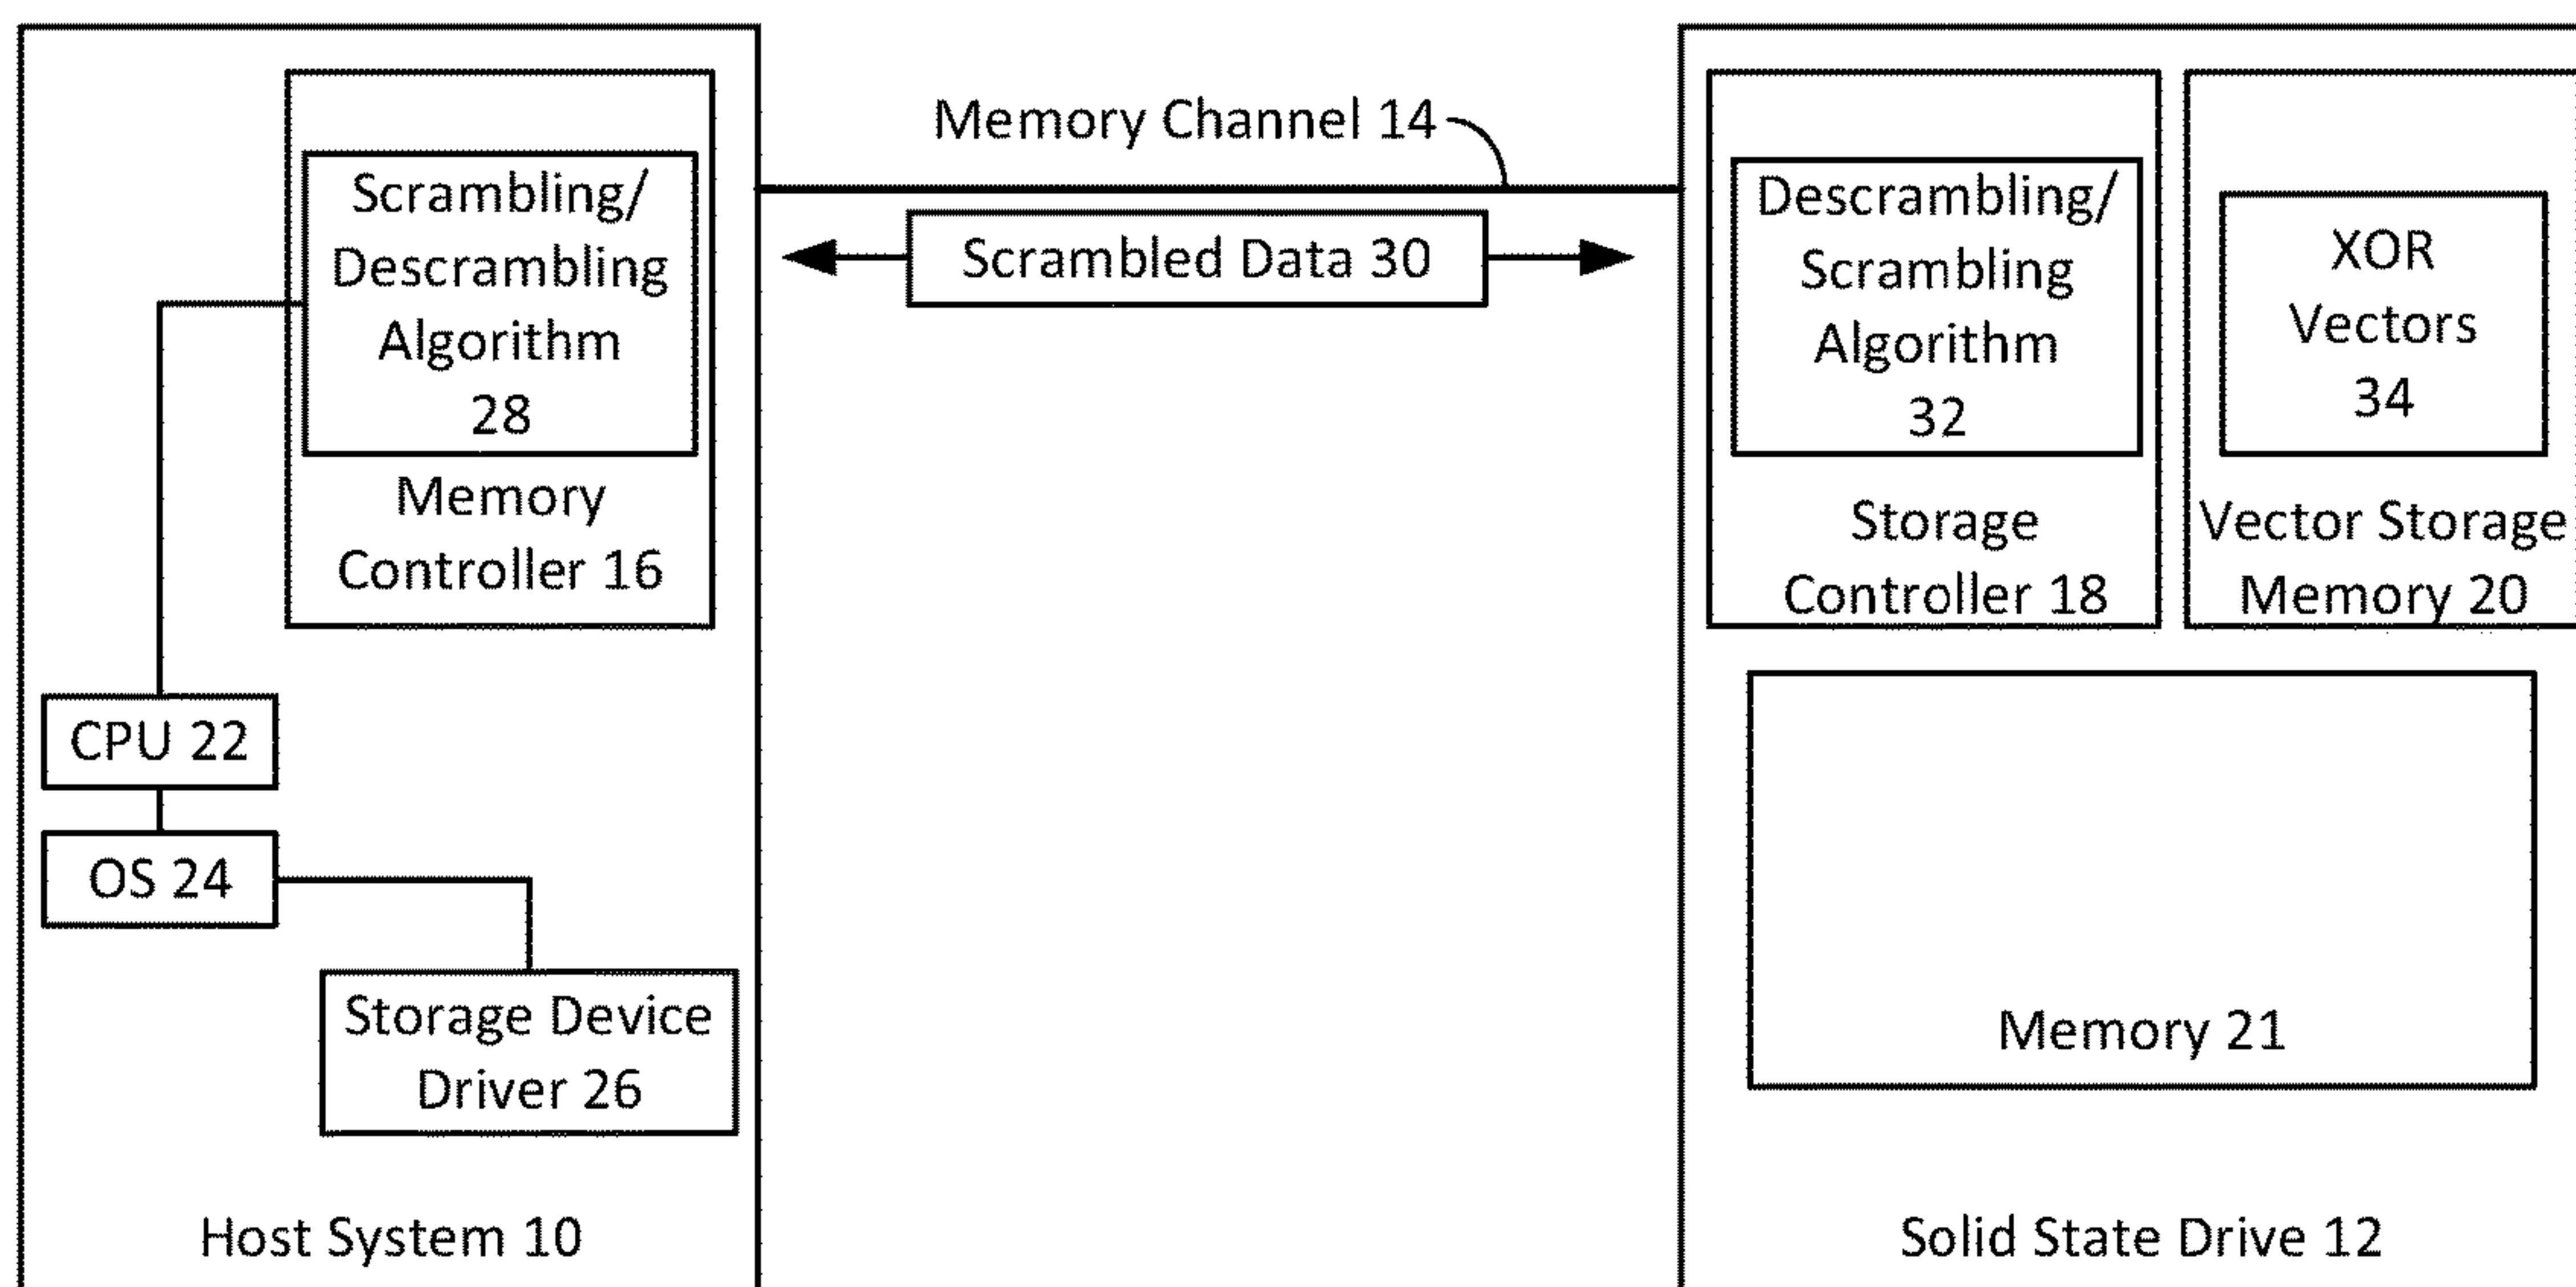 Scrambling/
Descrambling
Algorithm
28
Memory
Controller 16
CPU 22
OS 24
Storage Device
Driver 26
Host System 10
Memory Channel 14
Scrambled Data 30
Descrambling/
Scrambling
Algorithm
32
Storage
Controller 18
XOR
Vectors
34
Vector Storage
Memory 20
Memory 21
Solid State Drive 12